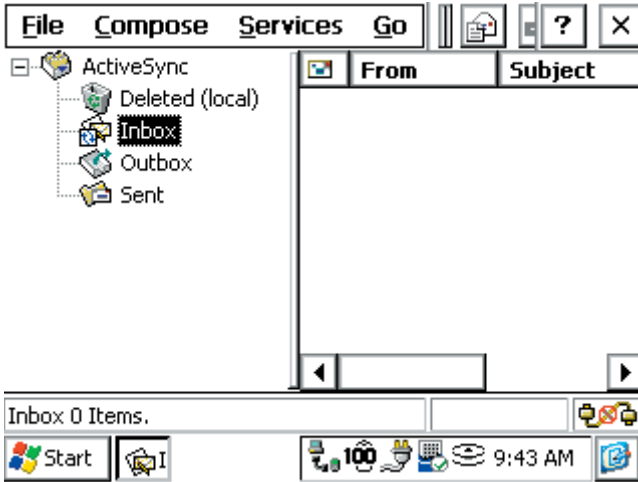 File Compose Services Go ? ×
ActiveSync
From Subject
Deleted (local)
Inbox
Outbox
Sent
Inbox 0 Items.
Start I 100 9:43 AM